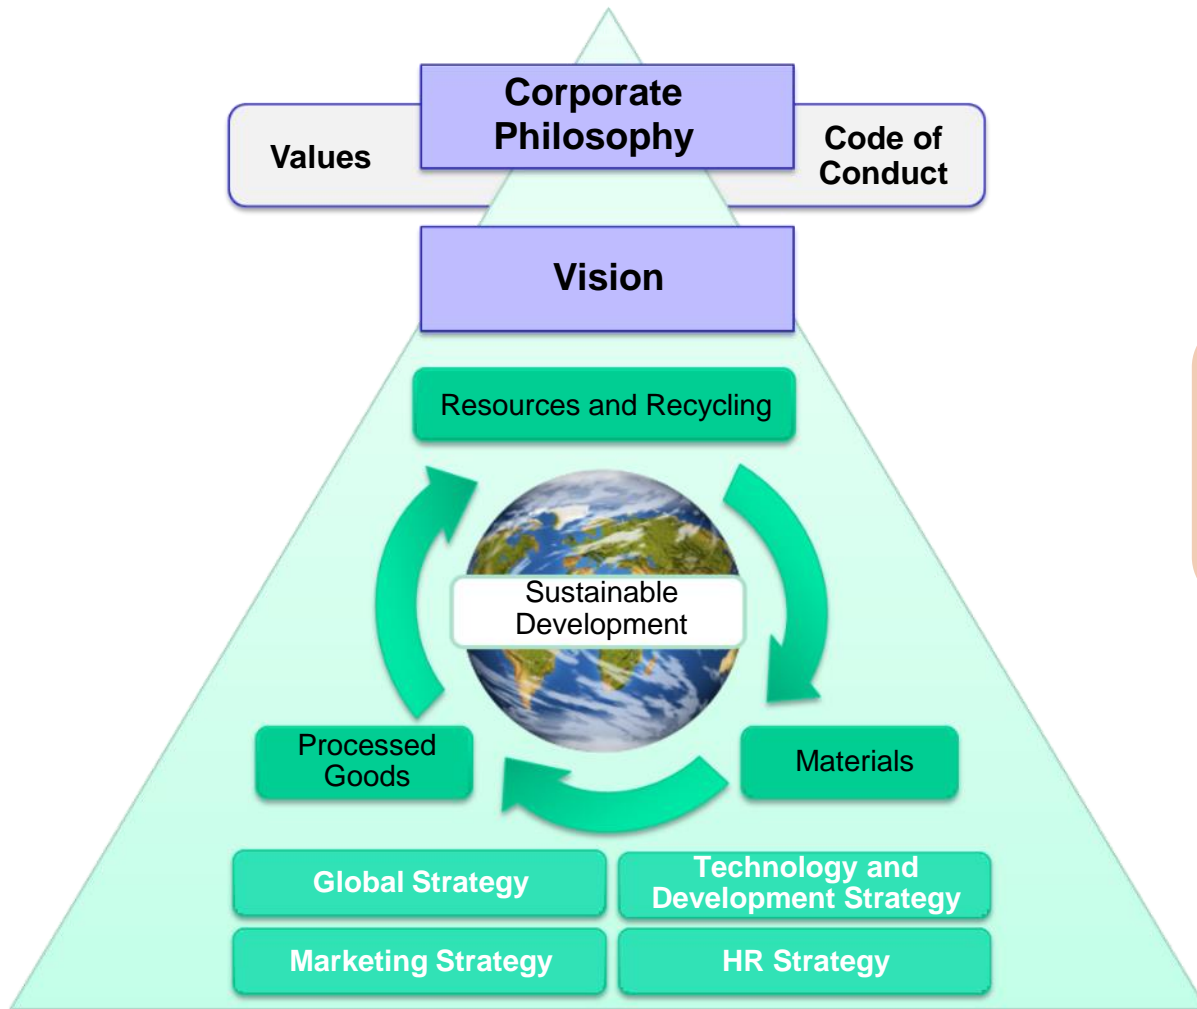 Corporate
Philosophy
Values
Code of
Conduct
Vision
Resources and Recycling
Sustainable
Development
Processed
Goods
Materials
Global Strategy
Technology and
Development Strategy
Marketing Strategy
HR Strategy